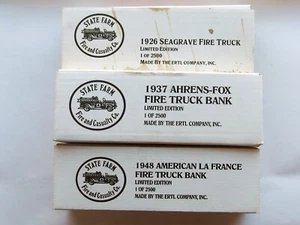 STATE FARM
Fire and Casualty Co.
1926 SEAGRAVE FIRE TRUCK
LIMITED EDITION
1 OF 2500
MADE BY THE ERTL COMPANY, INC.
STATE FARM
Fire and Casualty Co.
1937 AHRENS-FOX
FIRE TRUCK BANK
LIMITED EDITION
1 OF 2500
MADE BY THE ERTL COMPANY, INC.
STATE FARM
Fire and Casualty Co.
1948 AMERICAN LA FRANCE
FIRE TRUCK BANK
LIMITED EDITION
1 OF 2500
MADE BY THE ERTL COMPANY, INC.